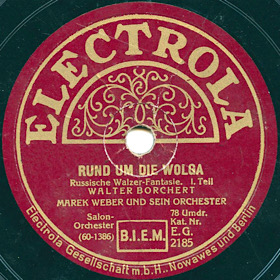 ELECTROLA
RUND UM DIE WOLGA
Russische Walzer-Fantasie. I. Teil
WALTER BORCHERT
MAREK WEBER UND SEIN ORCHESTER
Salon-
Orchester
(60-1386)
B.I.E.M.
78 Umdr.
Kat. Nr.
E.G.
2185
Electrola Gesellschaft m.b.H.. Nowawes und Berlin